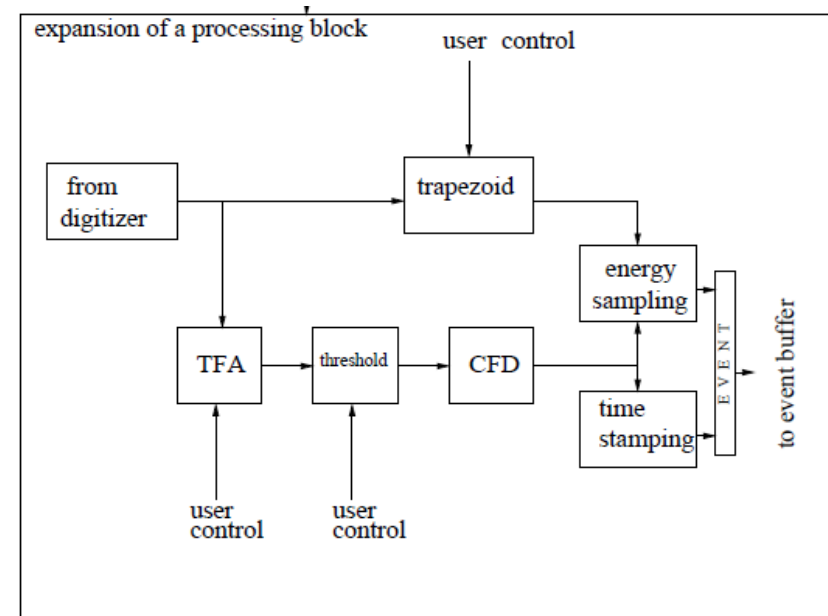 expansion of a processing block
user control
from
digitizer
trapezoid
energy
sampling
TFA
threshold
CFD
time
stamping
EVENT
to event buffer
user
control
user
control